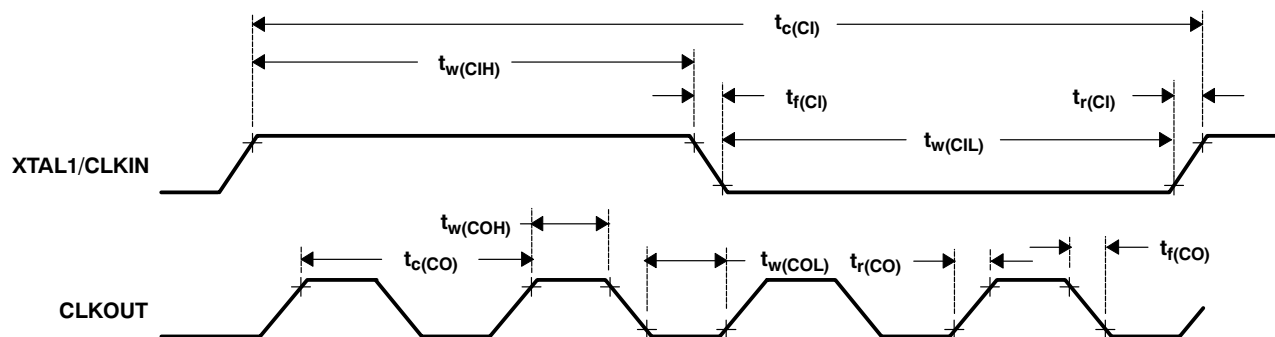 tc(CI)
tw(CIH)
tf(CI)
tr(CI)
XTAL1/CLKIN
tw(CIL)
tw(COH)
tc(CO)
tw(COL)
tr(CO)
tf(CO)
CLKOUT